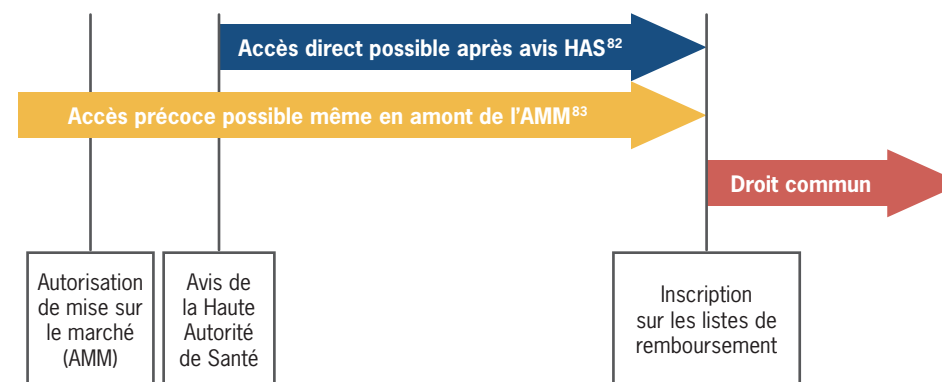 Accès direct possible après avis HAS82
Accès précoce possible même en amont de l'AMM83
Droit commun
Autorisation
de mise sur
le marché
(AMM)
Avis de
la Haute
Autorité
de Santé
Inscription
sur les listes de
remboursement